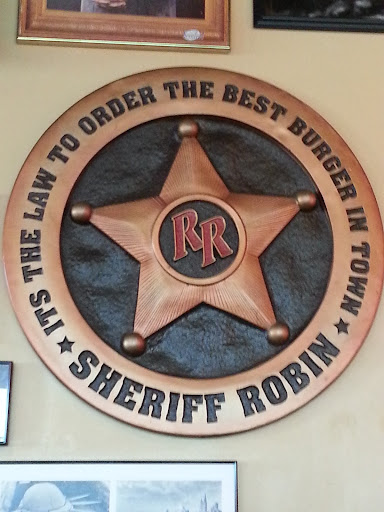 ITS THE LAW TO ORDER THE BEST BURGER IN TOWN
RR
SHERIFF ROBIN